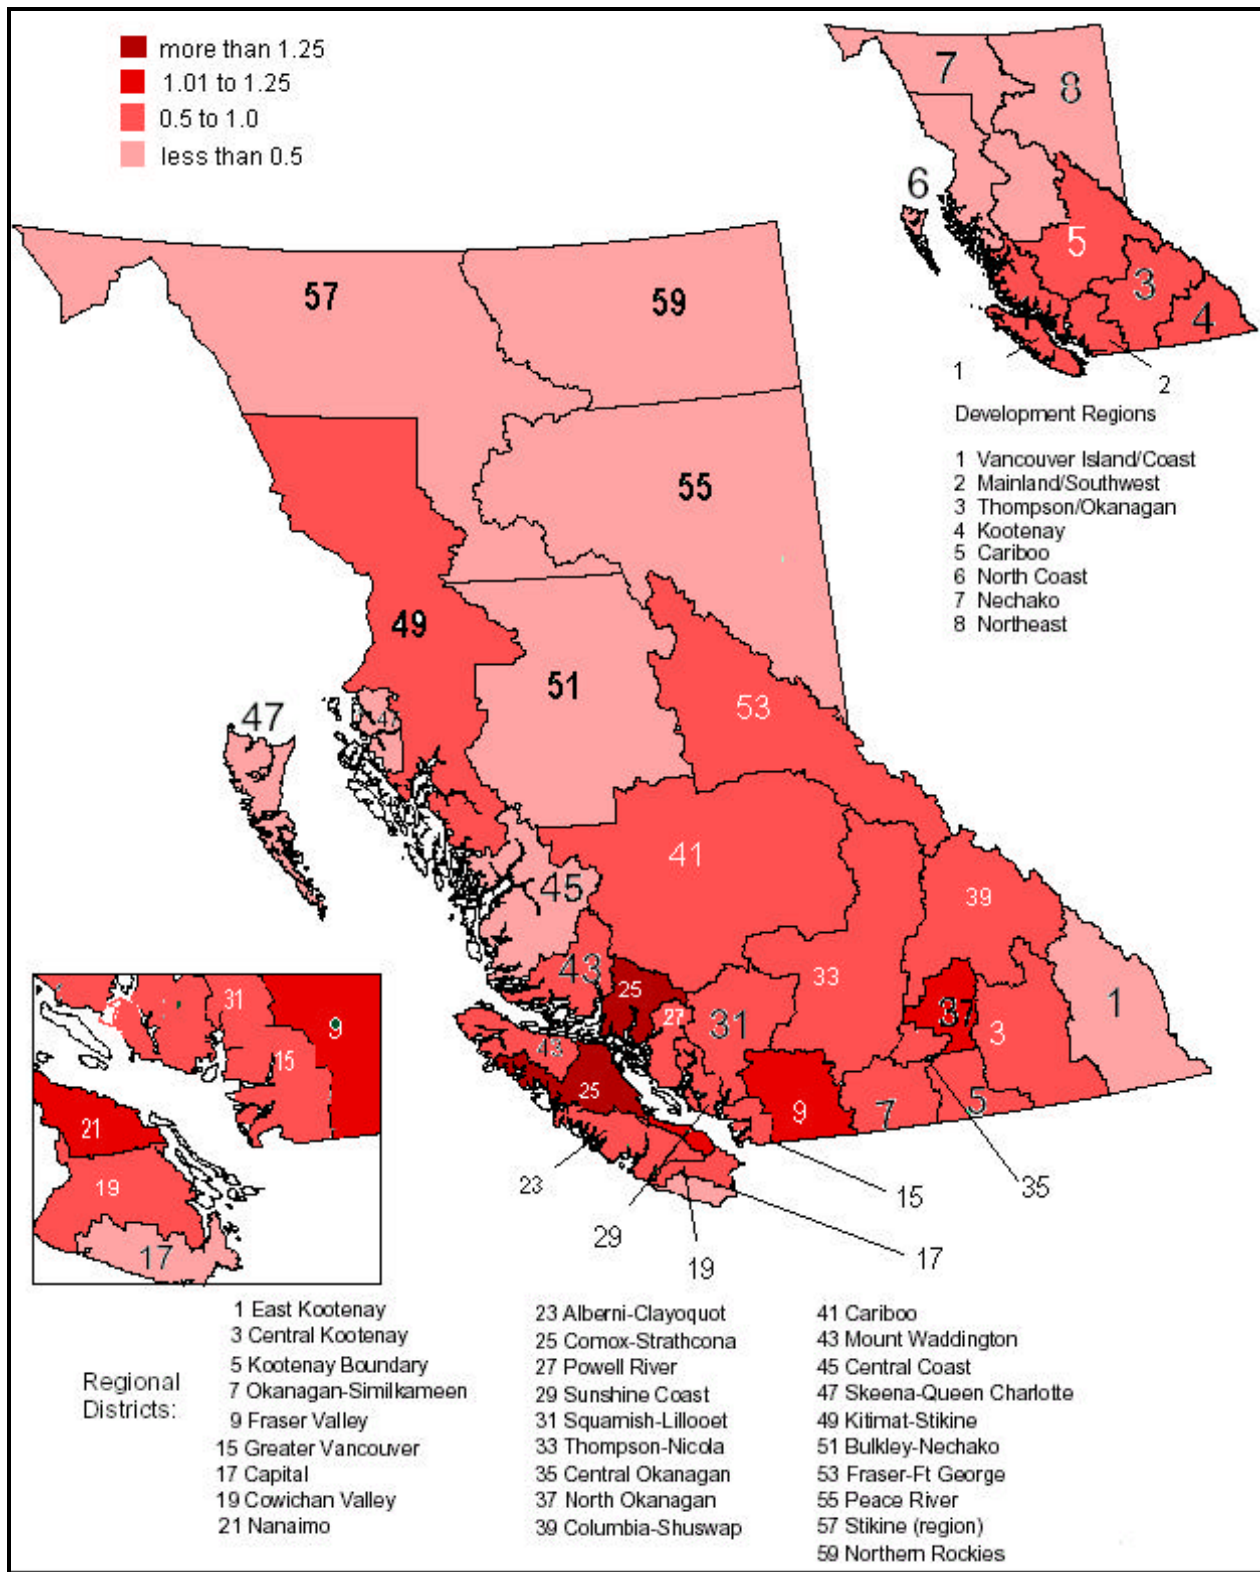 more than 1.25
1.01 to 1.25
0.5 to 1.0
less than 0.5
7
8
6
5
3
4
1
2
Development Regions
1 Vancouver Island/Coast
2 Mainland/Southwest
3 Thompson/Okanagan
4 Kootenay
5 Cariboo
6 North Coast
7 Nechako
8 Northeast
57
59
55
49
51
53
47
47
41
45
39
43
25
27
31
33
37
3
1
43
25
9
7
5
23
29
19
17
15
35
31
9
15
21
19
17
Regional
Districts:
1 East Kootenay
3 Central Kootenay
5 Kootenay Boundary
7 Okanagan-Similkameen
9 Fraser Valley
15 Greater Vancouver
17 Capital
19 Cowichan Valley
21 Nanaimo
23 Alberni-Clayoquot
25 Comox-Strathcona
27 Powell River
29 Sunshine Coast
31 Squamish-Lillooet
33 Thompson-Nicola
35 Central Okanagan
37 North Okanagan
39 Columbia-Shuswap
41 Cariboo
43 Mount Waddington
45 Central Coast
47 Skeena-Queen Charlotte
49 Kitimat-Stikine
51 Bulkley-Nechako
53 Fraser-Ft George
55 Peace River
57 Stikine (region)
59 Northern Rockies